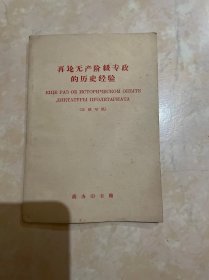 再论无产阶级专政
的历史经验
ЕЩЕ РАЗ ОБ ИСТОРИЧЕСКОМ ОПЫТЕ
ДИКТАТУРЫ ПРОЛЕТАРИАТА
商务印书馆